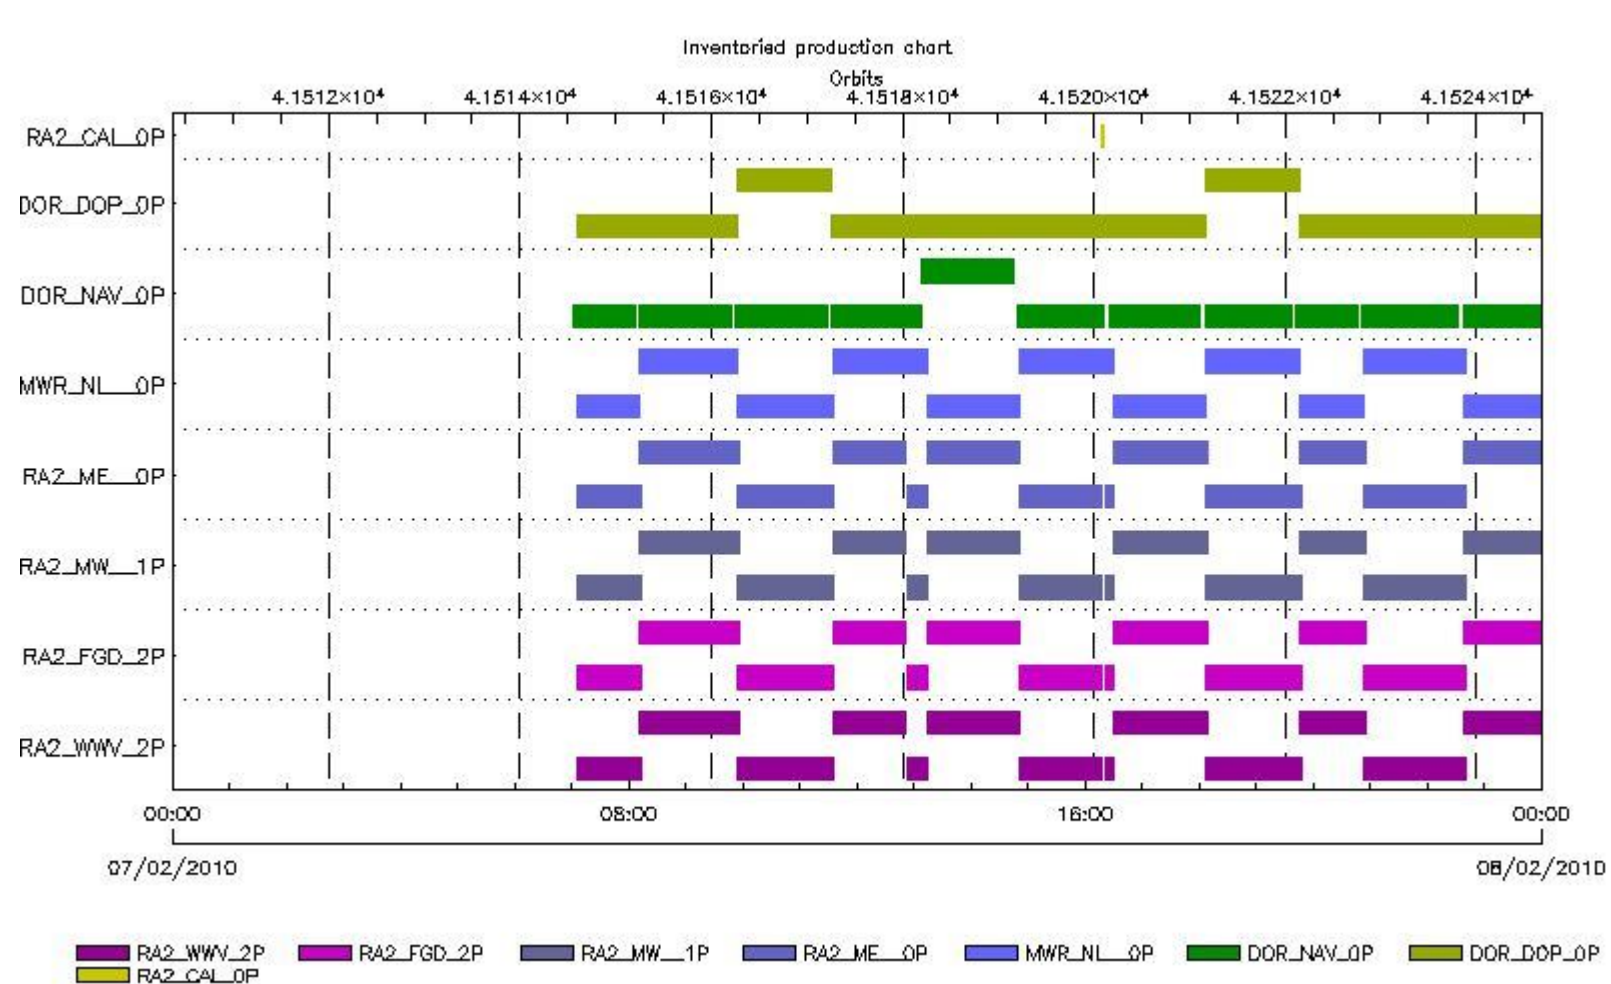 Inventoried production chart
Orbits
4.1512×10⁴ 4.1514×10⁴ 4.1516×10⁴ 4.1518×10⁴ 4.1520×10⁴ 4.1522×10⁴ 4.1524×10⁴
RA2_CAL_0P
DOR_DOP_0P
DOR_NAV_0P
MWR_NL__0P
RA2_ME__0P
RA2_MW__1P
RA2_FGD_2P
RA2_WWV_2P
00:00 08:00 16:00 00:00
07/02/2010 08/02/2010
RA2_WWV_2P RA2_FGD_2P RA2_MW__1P RA2_ME__0P MWR_NL__0P DOR_NAV_0P DOR_DOP_0P
RA2_CAL_0P